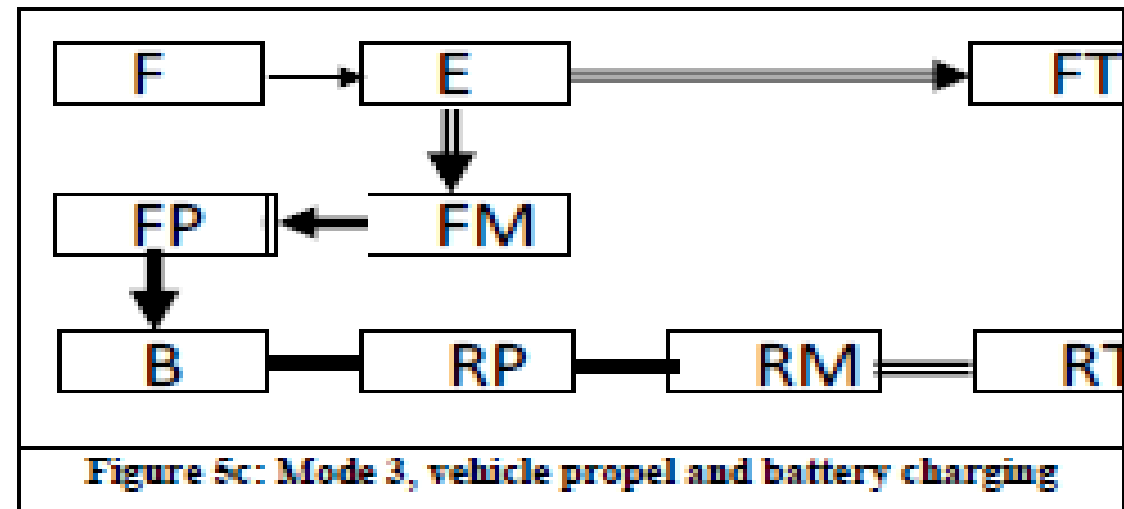 F E FT
FP FM
B RP RM RT
Figure 5c: Mode 3, vehicle propel and battery charging